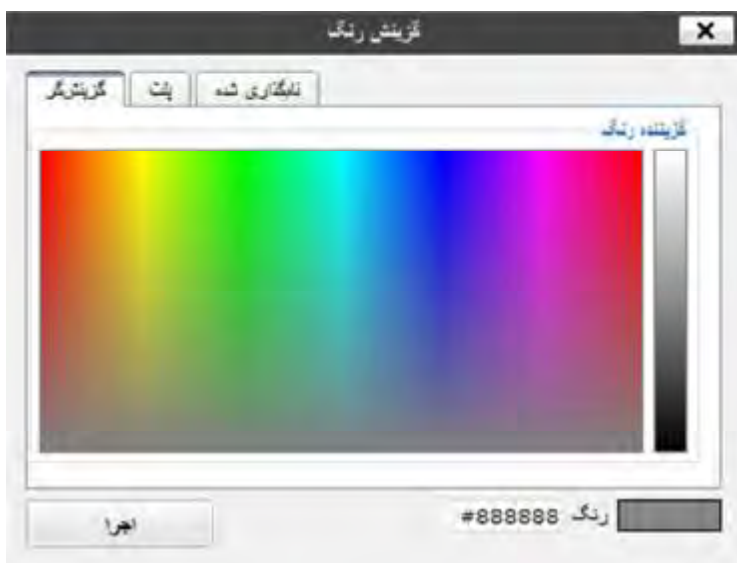 گزینش رنگ
گزینشگر پلت نامگذاری شده
گزیننده رنگ
رنگ #888888
اجرا